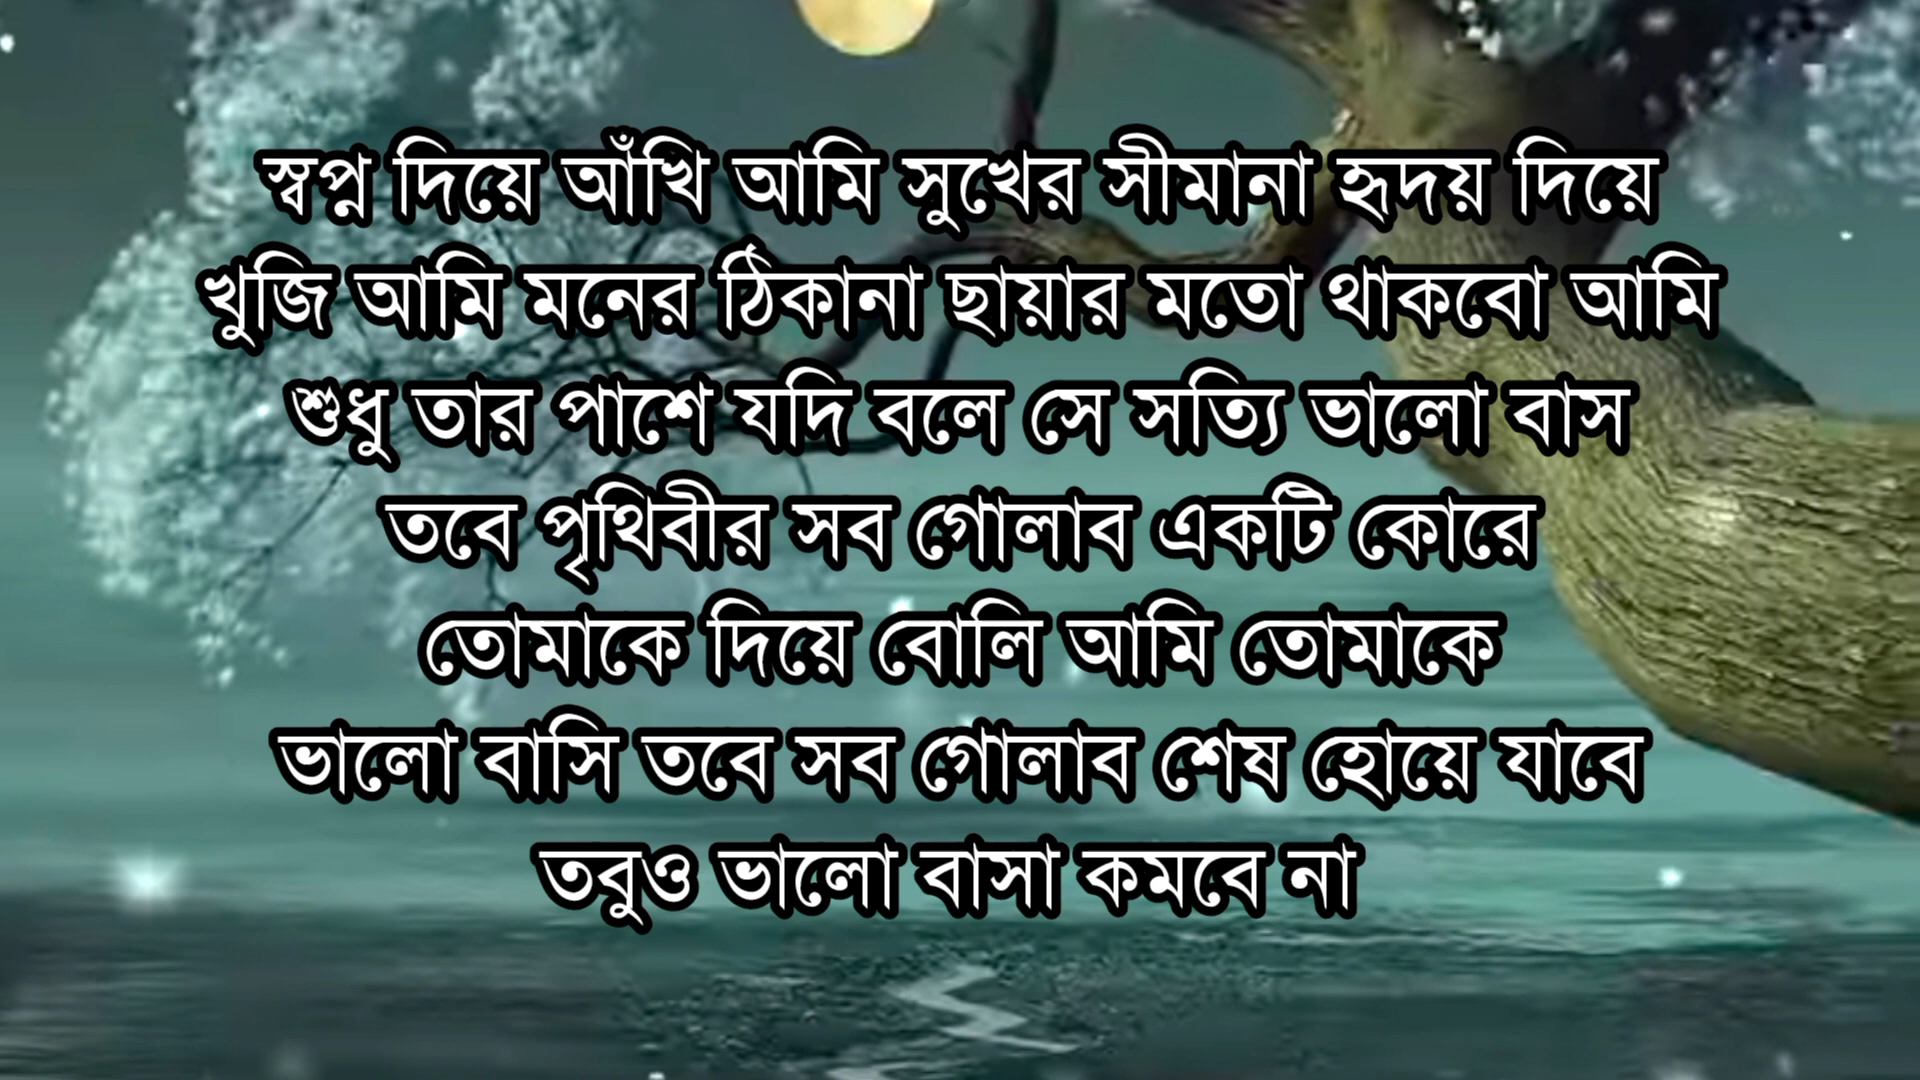 স্বপ্ন দিয়ে আঁখি আমি সুখের সীমানা হৃদয় দিয়ে
খুজি আমি মনের ঠিকানা ছায়ার মতো থাকবো আমি
শুধু তার পাশে যদি বলে সে সত্যি ভালো বাস
তবে পৃথিবীর সব গোলাব একটি কোরে
তোমাকে দিয়ে বোলি আমি তোমাকে
ভালো বাসি তবে সব গোলাব শেষ হোয়ে যাবে
তবুও ভালো বাসা কমবে না